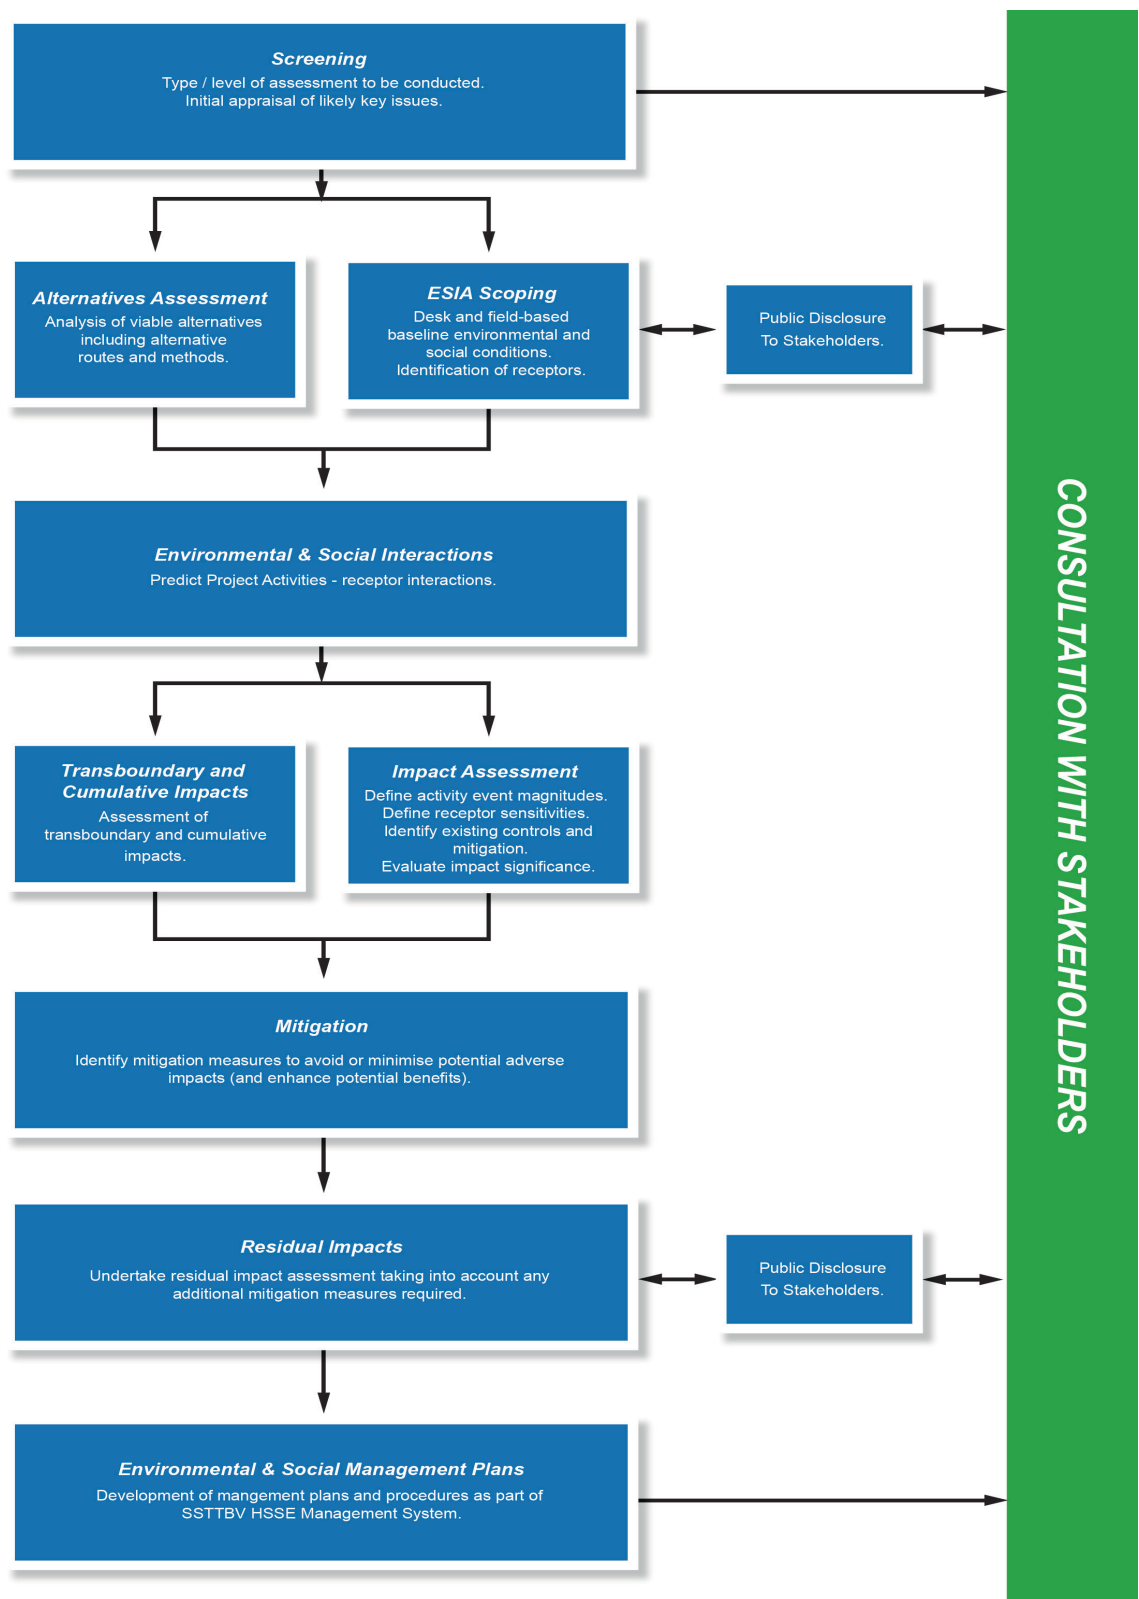 Screening
Type / level of assessment to be conducted.
Initial appraisal of likely key issues.
Alternatives Assessment
Analysis of viable alternatives
including alternative
routes and methods.
ESIA Scoping
Desk and field-based
baseline environmental and
social conditions.
Identification of receptors.
Public Disclosure
To Stakeholders.
Environmental & Social Interactions
Predict Project Activities - receptor interactions.
Transboundary and
Cumulative Impacts
Assessment of
transboundary and cumulative
impacts.
Impact Assessment
Define activity event magnitudes.
Define receptor sensitivities.
Identify existing controls and
mitigation.
Evaluate impact significance.
Mitigation
Identify mitigation measures to avoid or minimise potential adverse
impacts (and enhance potential benefits).
Residual Impacts
Undertake residual impact assessment taking into account any
additional mitigation measures required.
Public Disclosure
To Stakeholders.
Environmental & Social Management Plans
Development of mangement plans and procedures as part of
SSTTBV HSSE Management System.
CONSULTATION WITH STAKEHOLDERS